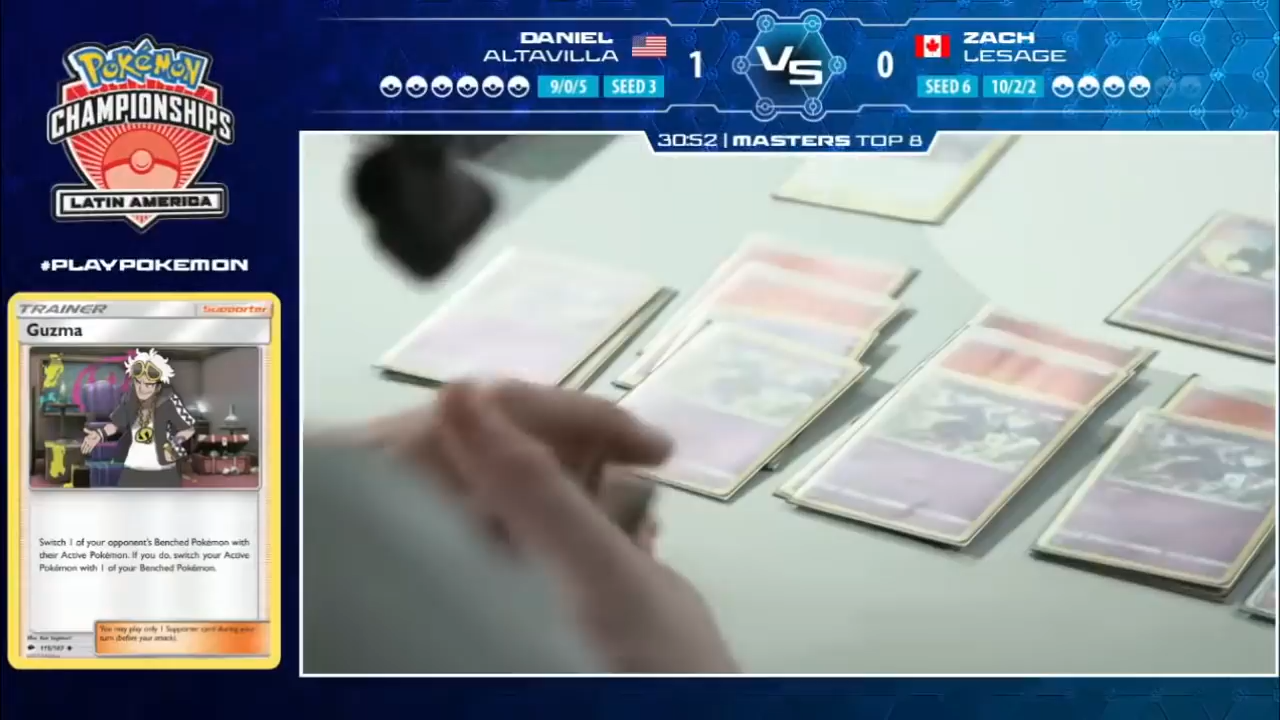 Pokémon
CHAMPIONSHIPS
LATIN AMERICA
#PLAYPOKEMON
DANIEL
ALTAVILLA
1
VS
0
ZACH
LESAGE
9/0/5
SEED 3
SEED 6
10/2/2
30:52 | MASTERS TOP 8
TRAINER
Supporter
Guzma
Switch 1 of your opponent's Benched Pokémon with
their Active Pokémon. If you do, switch your Active
Pokémon with 1 of your Benched Pokémon.
You may play only 1 Supporter card during your
turn (before your attack).
115/147